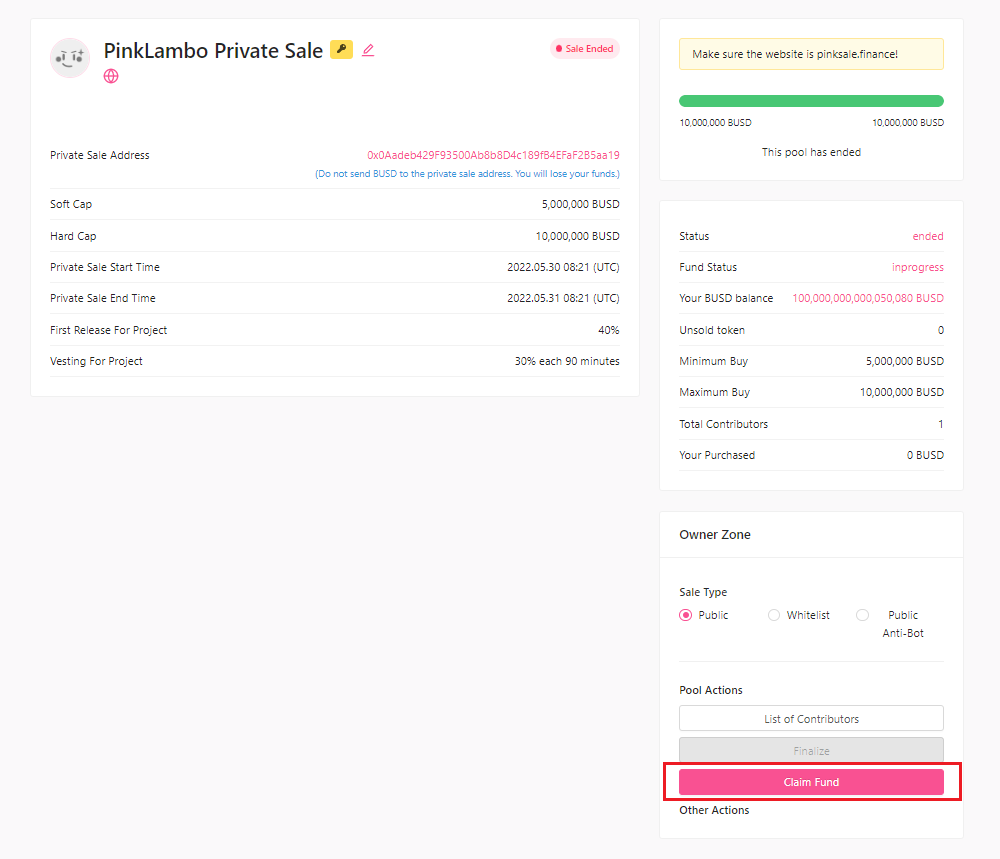 PinkLambo Private Sale
Sale Ended
Private Sale Address 0x0Aadeb429F93500Ab8b8D4c189fB4EFaF2B5aa19
(Do not send BUSD to the private sale address. You will lose your funds.)
Soft Cap 5,000,000 BUSD
Hard Cap 10,000,000 BUSD
Private Sale Start Time 2022.05.30 08:21 (UTC)
Private Sale End Time 2022.05.31 08:21 (UTC)
First Release For Project 40%
Vesting For Project 30% each 90 minutes
Make sure the website is pinksale.finance!
10,000,000 BUSD 10,000,000 BUSD
This pool has ended
Status ended
Fund Status inprogress
Your BUSD balance 100,000,000,000,050,080 BUSD
Unsold token 0
Minimum Buy 5,000,000 BUSD
Maximum Buy 10,000,000 BUSD
Total Contributors 1
Your Purchased 0 BUSD
Owner Zone
Sale Type
Public Whitelist Public
Anti-Bot
Pool Actions
List of Contributors
Finalize
Claim Fund
Other Actions